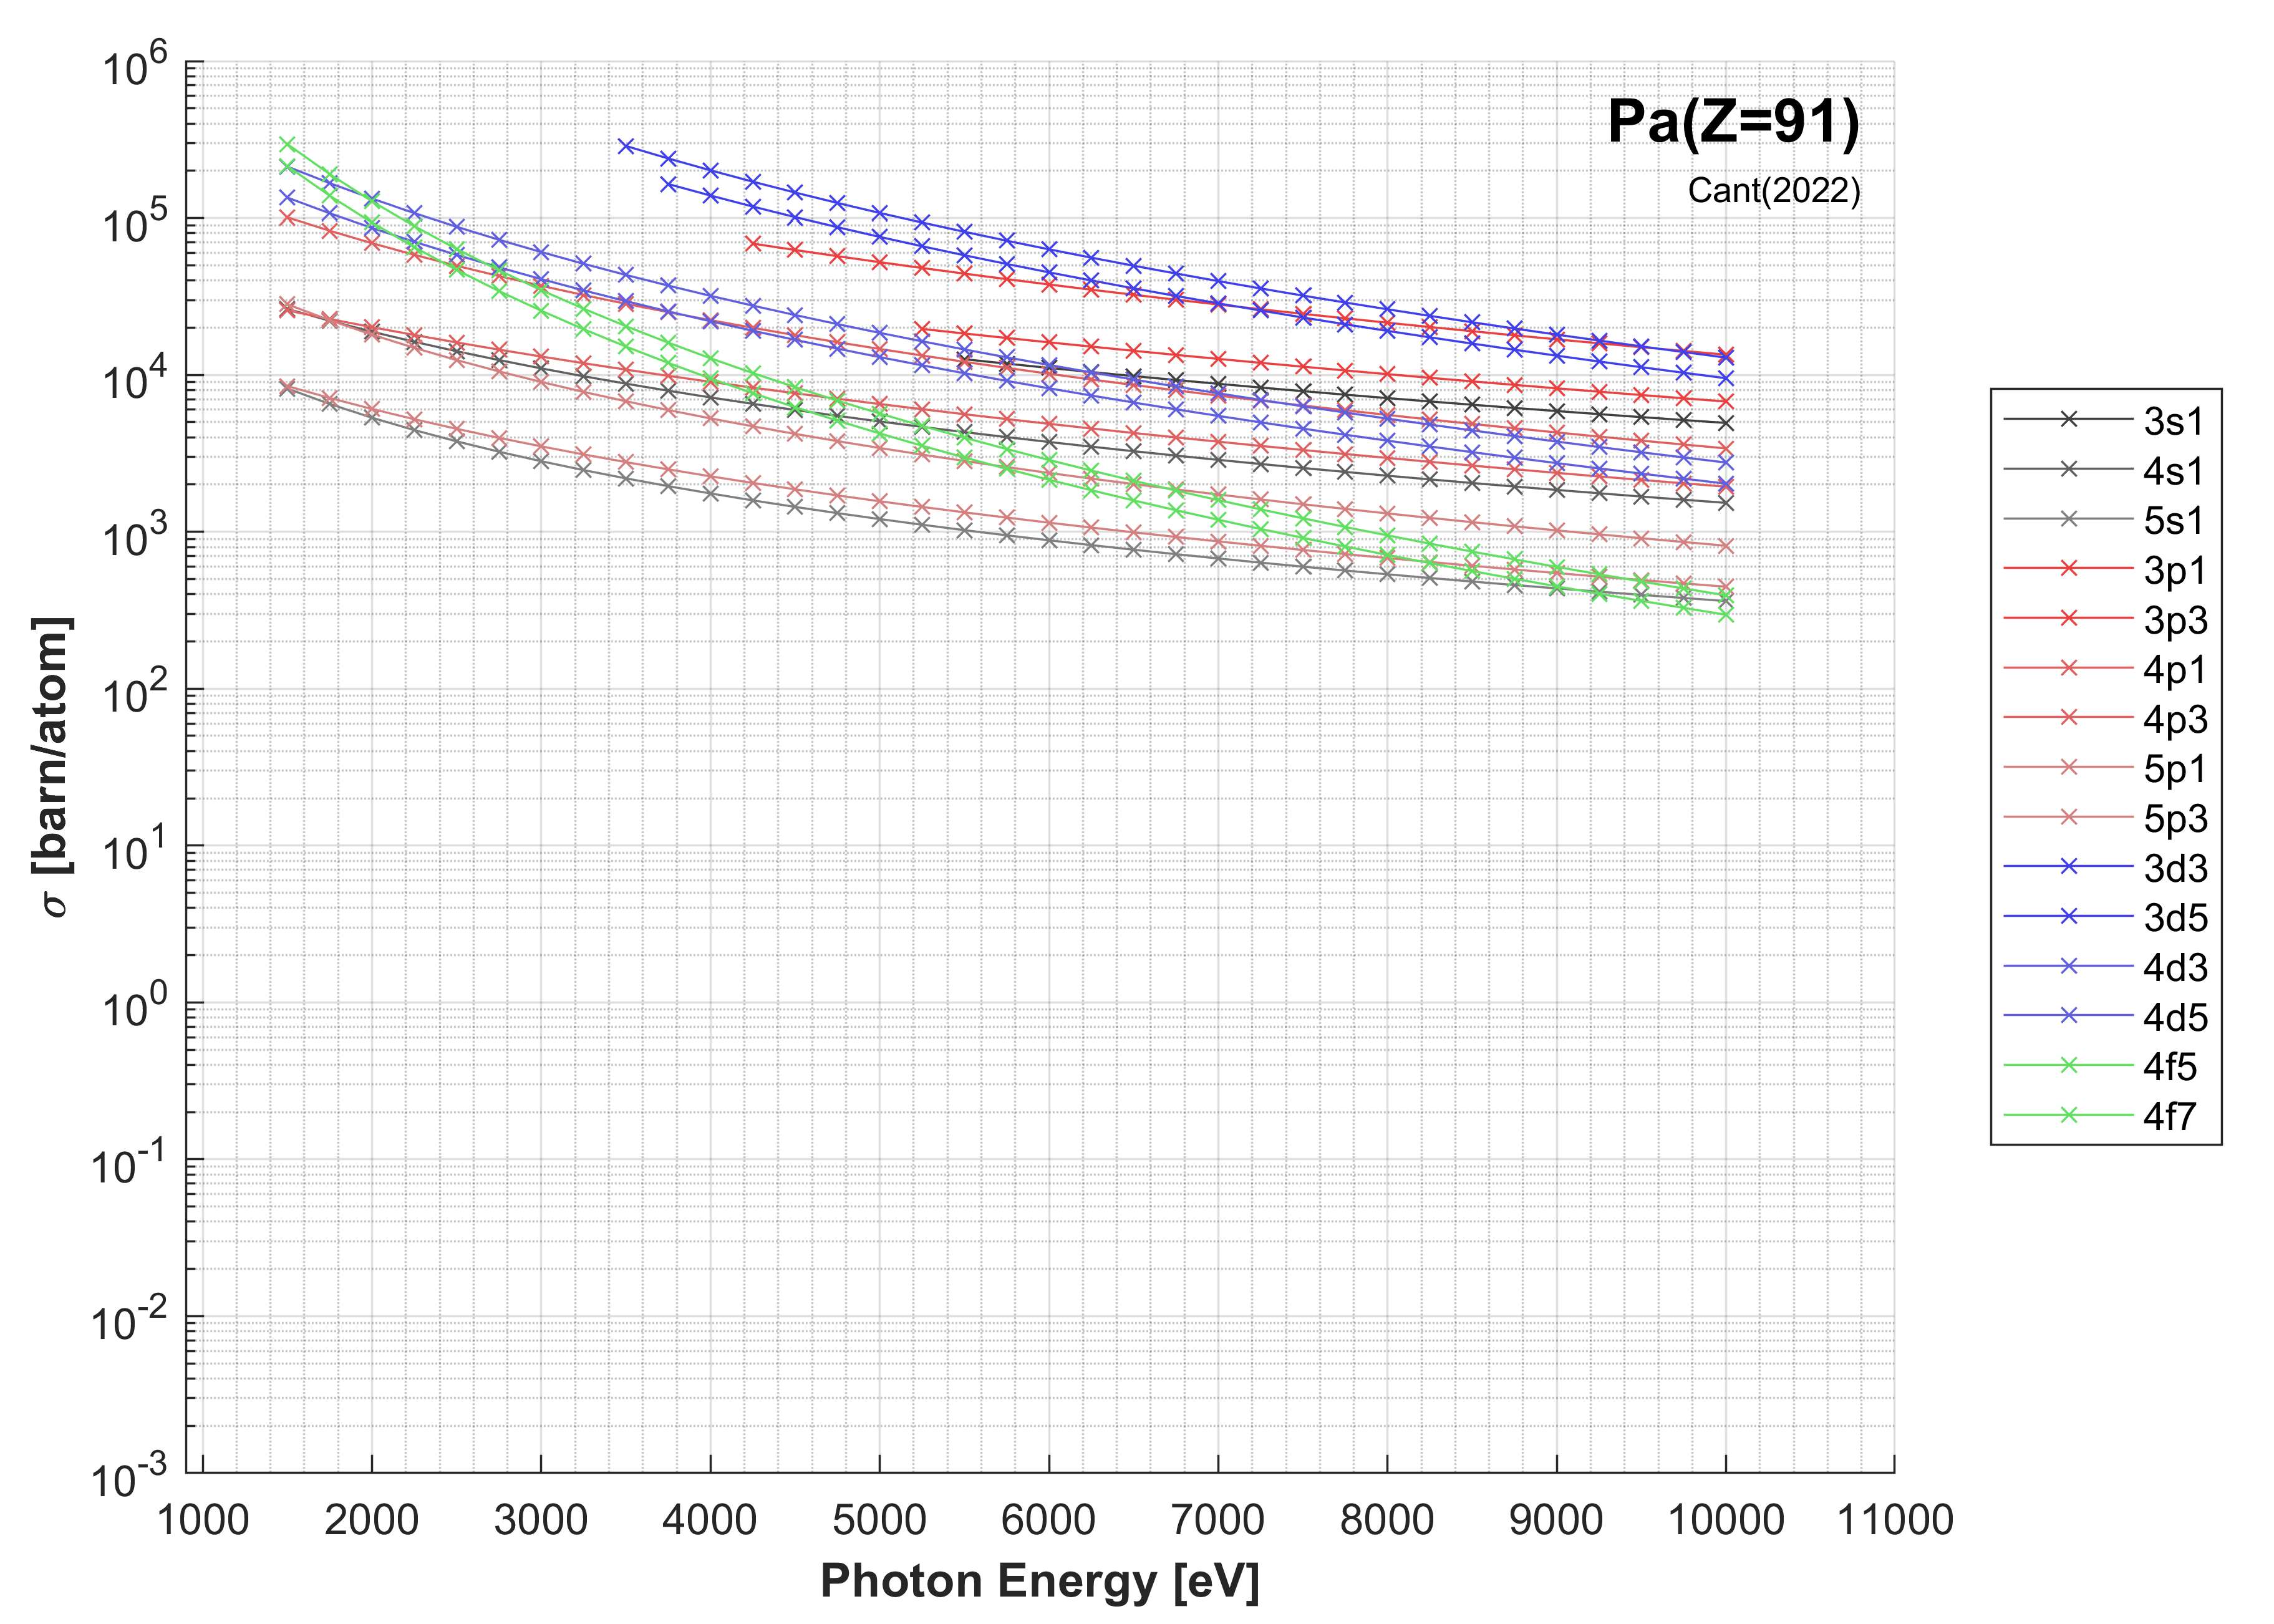 Pa(Z=91)
Cant(2022)
10^6
10^5
10^4
10^3
10^2
10^1
10^0
10^-1
10^-2
10^-3
σ [barn/atom]
1000 2000 3000 4000 5000 6000 7000 8000 9000 10000 11000
Photon Energy [eV]
3s1
4s1
5s1
3p1
3p3
4p1
4p3
5p1
5p3
3d3
3d5
4d3
4d5
4f5
4f7